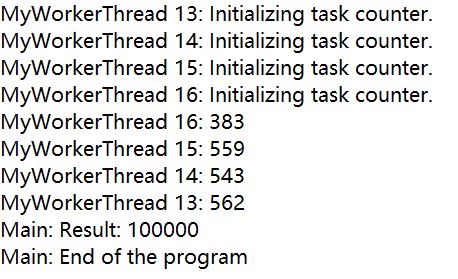 MyWorkerThread 13: Initializing task counter.
MyWorkerThread 14: Initializing task counter.
MyWorkerThread 15: Initializing task counter.
MyWorkerThread 16: Initializing task counter.
MyWorkerThread 16: 383
MyWorkerThread 15: 559
MyWorkerThread 14: 543
MyWorkerThread 13: 562
Main: Result: 100000
Main: End of the program